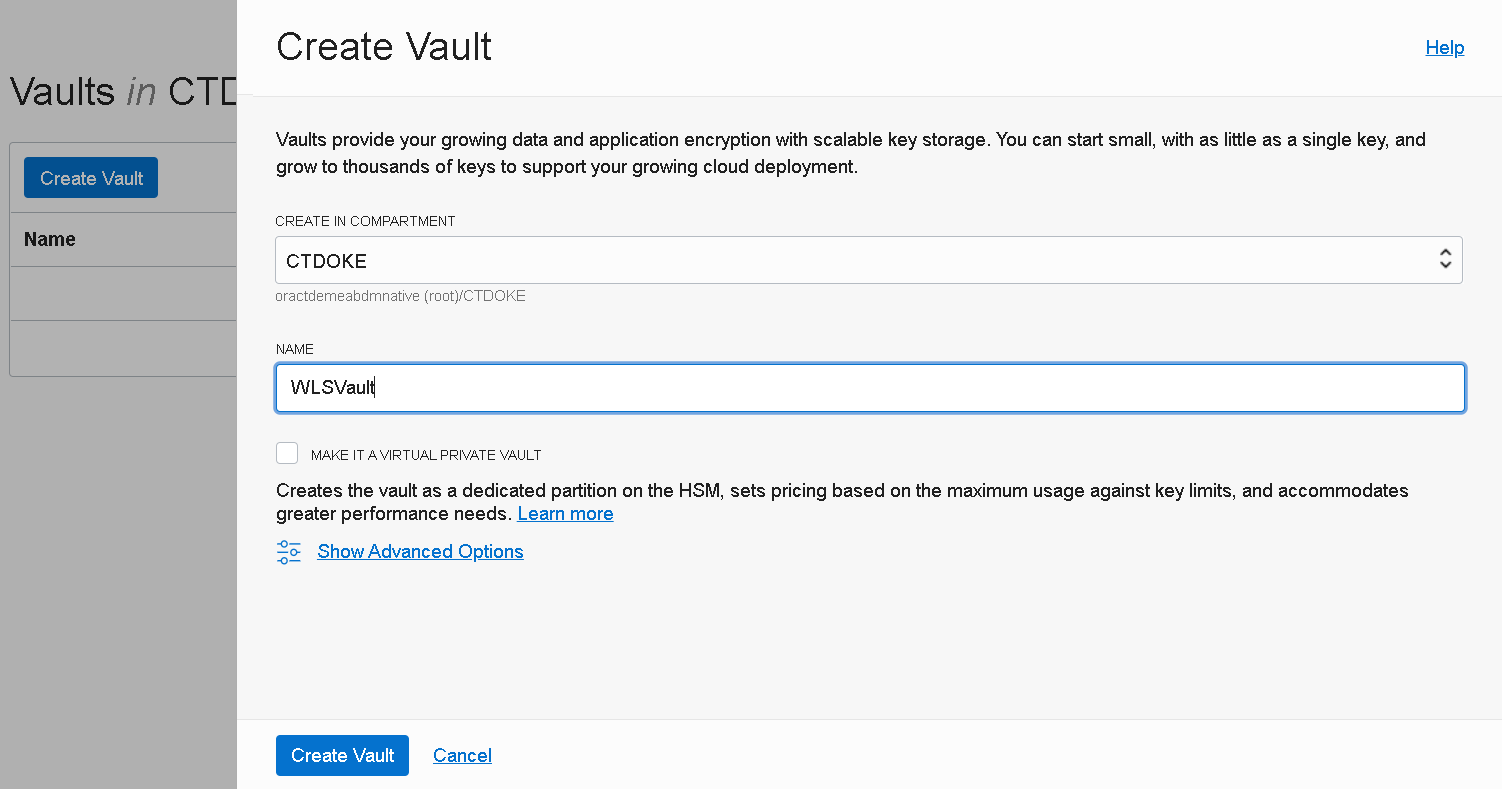 Vaults in CTD
Create Vault
Name
Create Vault
Help
Vaults provide your growing data and application encryption with scalable key storage. You can start small, with as little as a single key, and
grow to thousands of keys to support your growing cloud deployment.
CREATE IN COMPARTMENT
CTDOKE
oractdemeabdmnative (root)/CTDOKE
NAME
WLSVault
MAKE IT A VIRTUAL PRIVATE VAULT
Creates the vault as a dedicated partition on the HSM, sets pricing based on the maximum usage against key limits, and accommodates
greater performance needs. Learn more
Show Advanced Options
Create Vault
Cancel